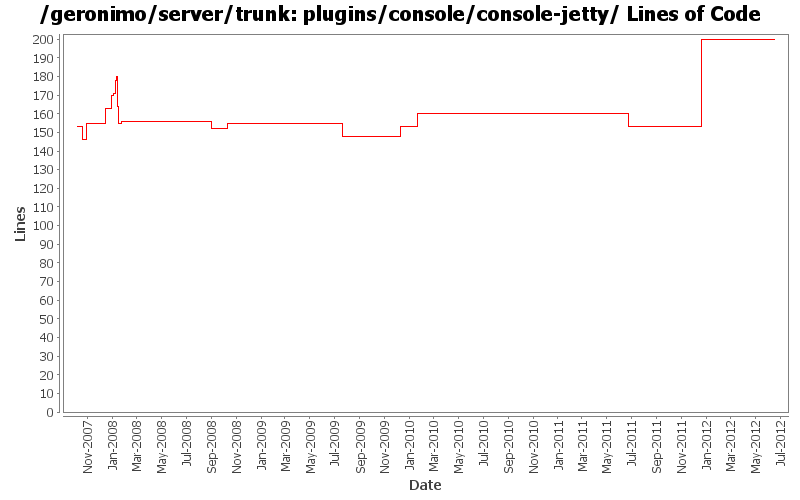 /geronimo/server/trunk: plugins/console/console-jetty/ Lines of Code
200
190
180
170
160
150
140
130
120
110
100
90
80
70
60
50
40
30
20
10
0
Lines
Nov-2007
Jan-2008
Mar-2008
May-2008
Jul-2008
Sep-2008
Nov-2008
Jan-2009
Mar-2009
May-2009
Jul-2009
Sep-2009
Nov-2009
Jan-2010
Mar-2010
May-2010
Jul-2010
Sep-2010
Nov-2010
Jan-2011
Mar-2011
May-2011
Jul-2011
Sep-2011
Nov-2011
Jan-2012
Mar-2012
May-2012
Jul-2012
Date